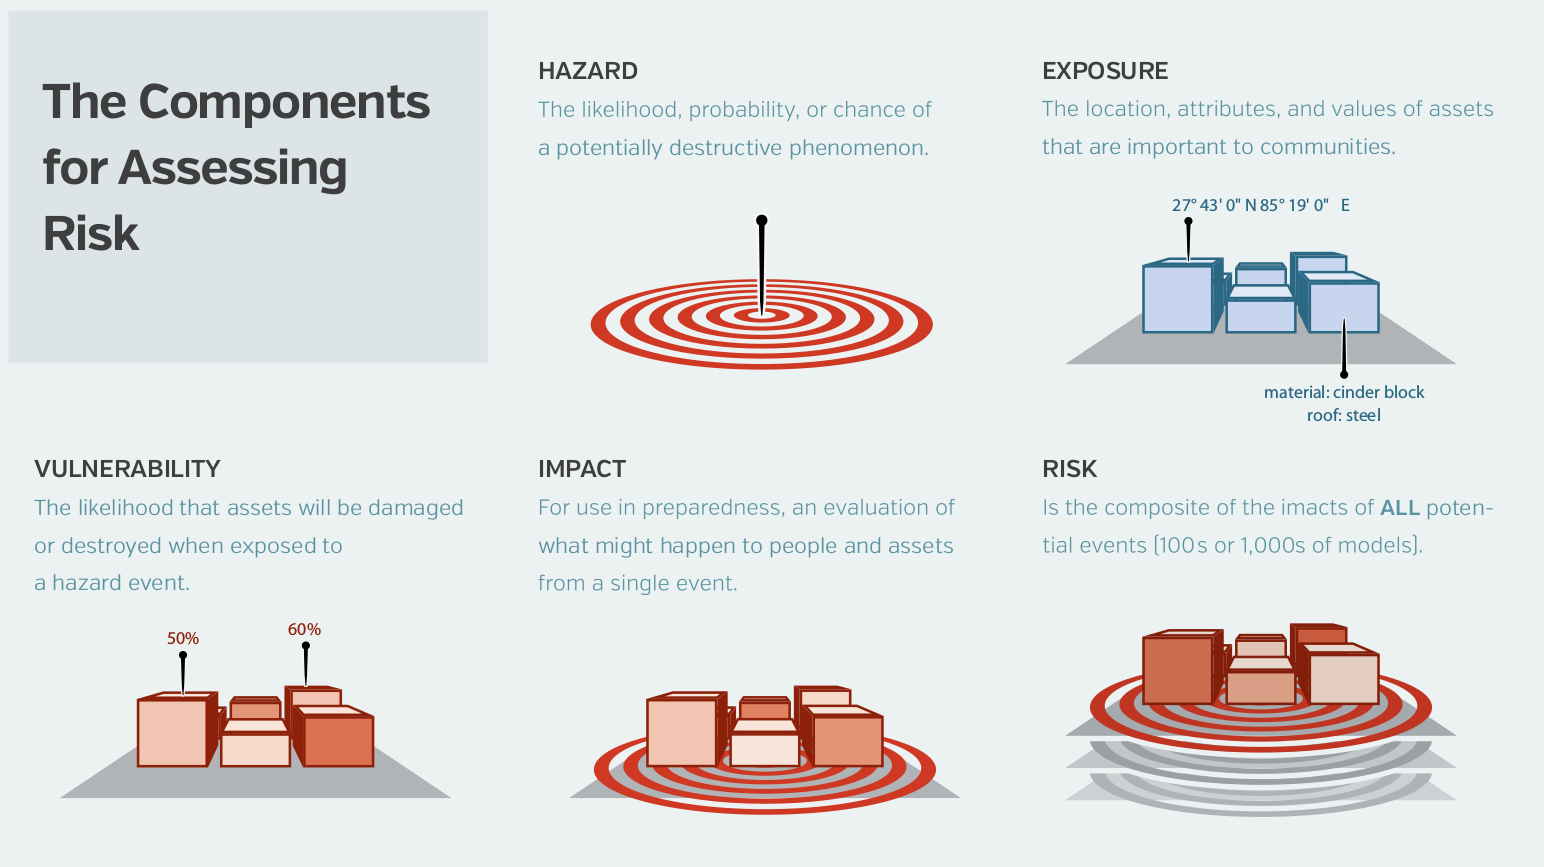 The Components
for Assessing
Risk
HAZARD
The likelihood, probability, or chance of
a potentially destructive phenomenon.
EXPOSURE
The location, attributes, and values of assets
that are important to communities.
27° 43' 0" N 85° 19' 0" E
material: cinder block
roof: steel
VULNERABILITY
The likelihood that assets will be damaged
or destroyed when exposed to
a hazard event.
50%
60%
IMPACT
For use in preparedness, an evaluation of
what might happen to people and assets
from a single event.
RISK
Is the composite of the imacts of ALL poten-
tial events (100s or 1,000s of models).